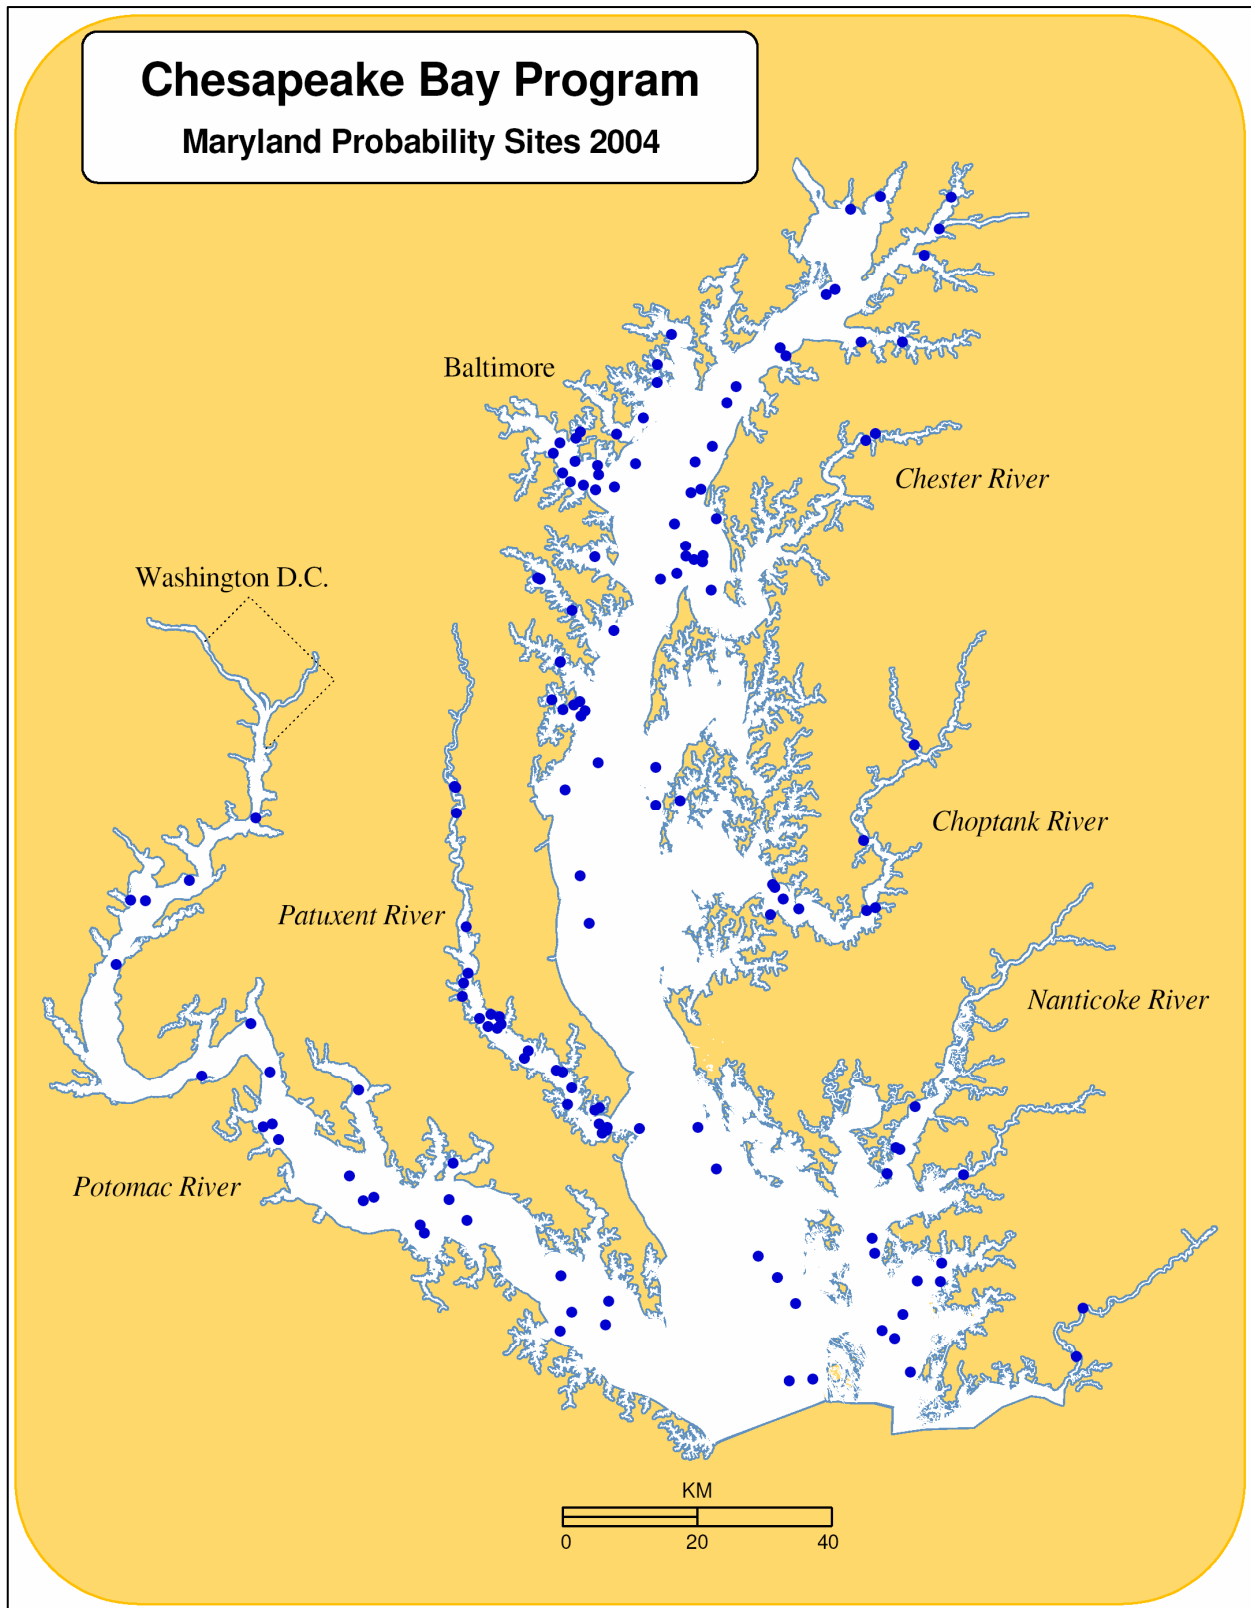 Chesapeake Bay Program
Maryland Probability Sites 2004
Baltimore
Chester River
Washington D.C.
Choptank River
Patuxent River
Nanticoke River
Potomac River
KM
0 20 40